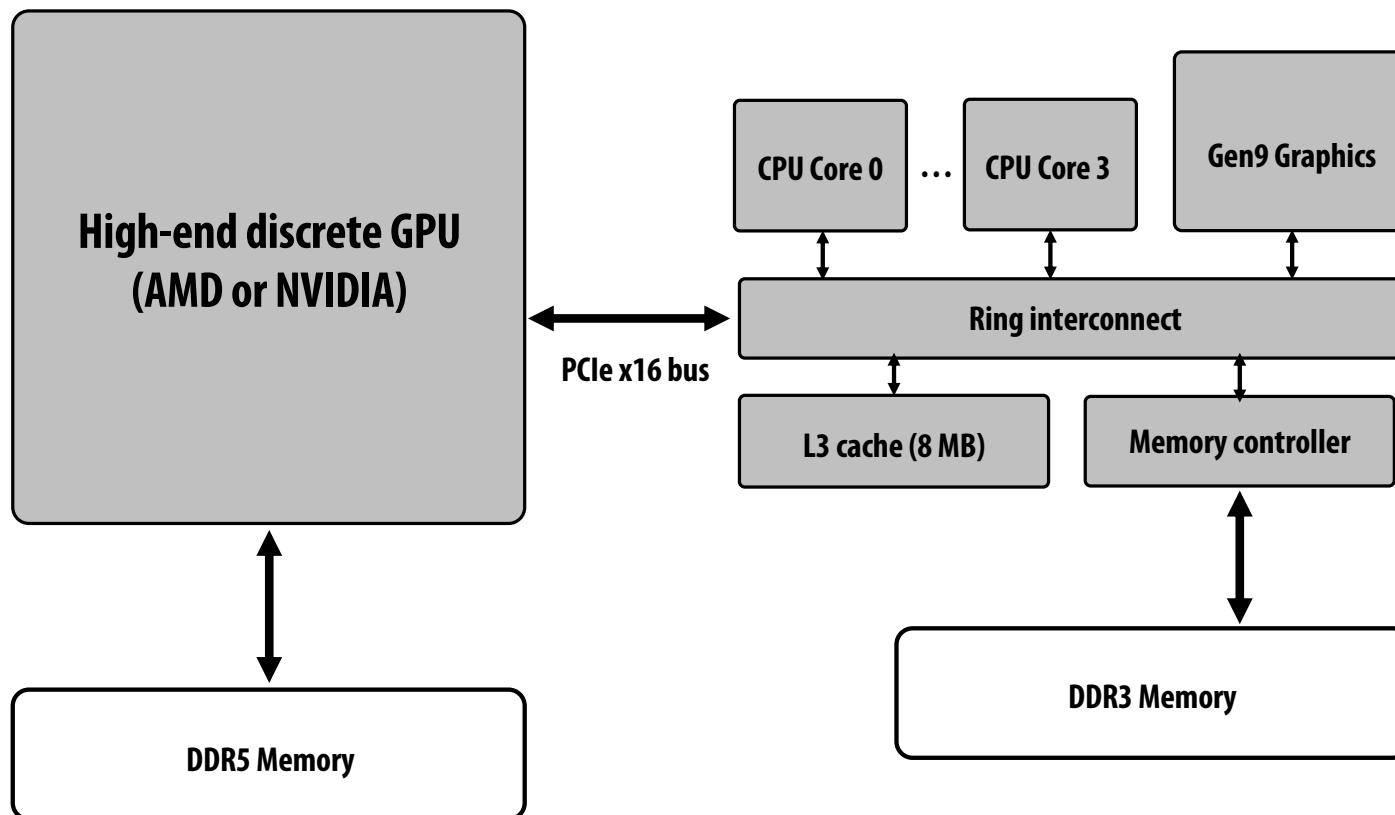 High-end discrete GPU
(AMD or NVIDIA)
PCIe x16 bus
DDR5 Memory
CPU Core 0
...
CPU Core 3
Gen9 Graphics
Ring interconnect
L3 cache (8 MB)
Memory controller
DDR3 Memory